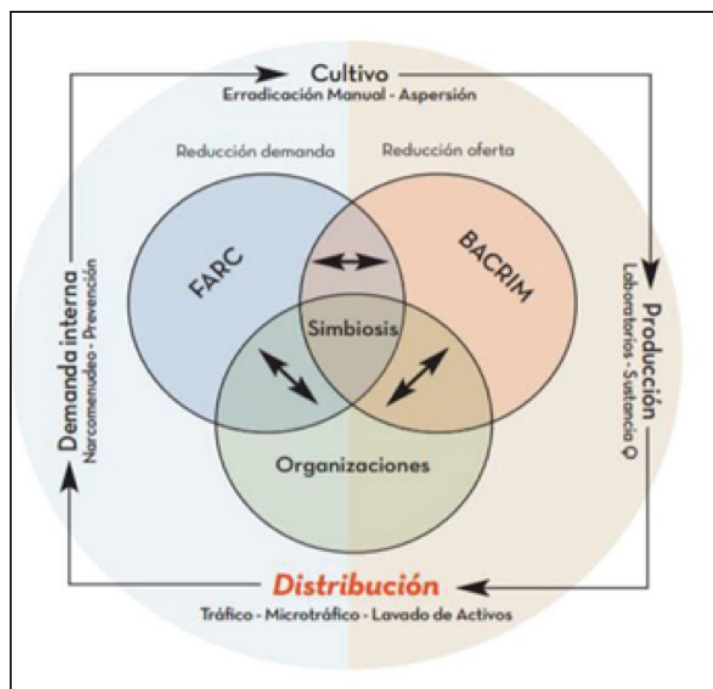 Cultivo
Erradicación Manual - Aspersión
Reducción demanda
Reducción oferta
FARC
BACRIM
Simbiosis
Organizaciones
Demanda interna
Narcomenudeo - Prevención
Producción
Laboratorios - Sustancia Q
Distribución
Tráfico - Microtráfico - Lavado de Activos